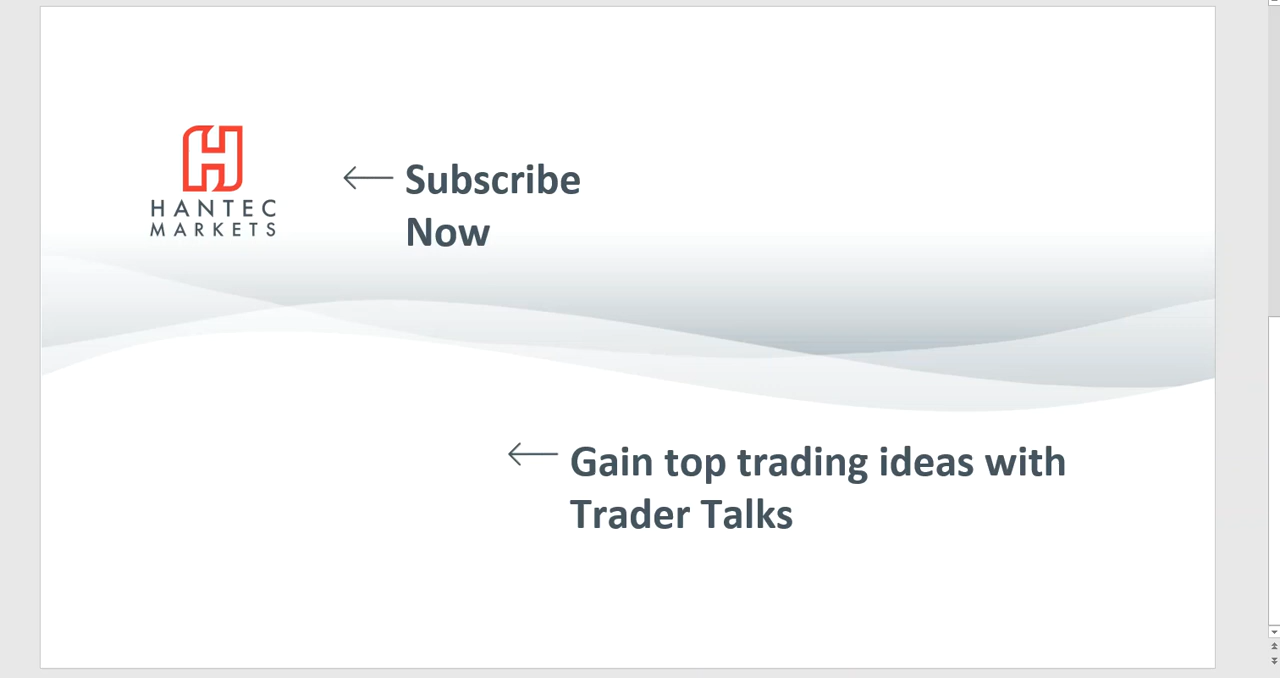 HANTEC
MARKETS
Subscribe
Now
Gain top trading ideas with
Trader Talks